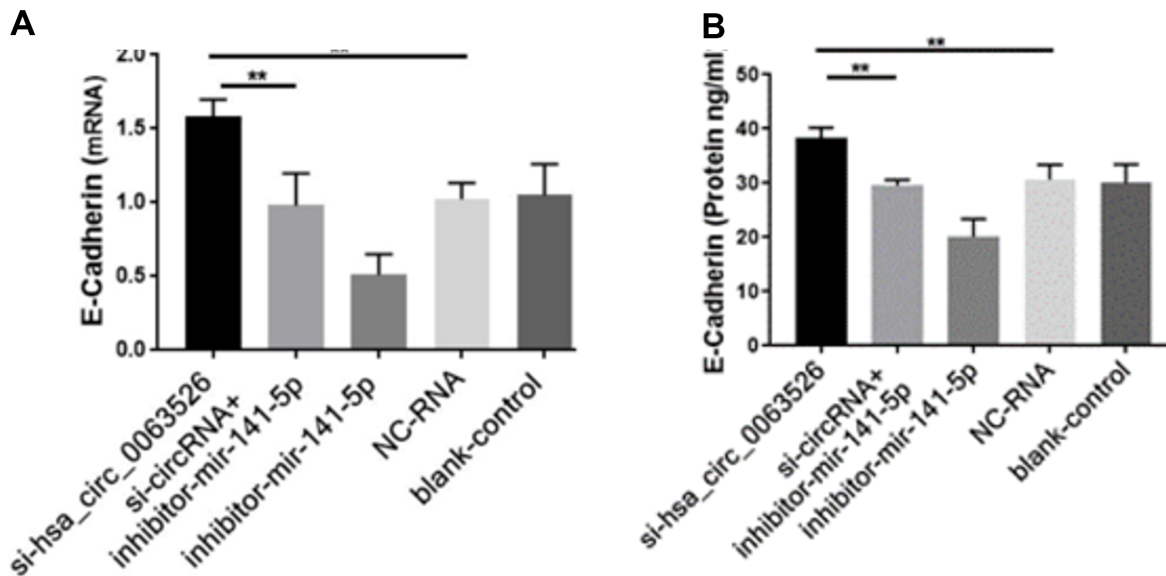 A
E-Cadherin (mRNA)
2.0
1.5
1.0
0.5
0.0
**
si-hsa_circ_0063526
si-circRNA+
inhibitor-mir-141-5p
inhibitor-mir-141-5p
NC-RNA
blank-control
B
E-Cadherin (Protein ng/ml
50
40
30
20
10
0
**
**
si-hsa_circ_0063526
si-circRNA+
inhibitor-mir-141-5p
inhibitor-mir-141-5p
NC-RNA
blank-control